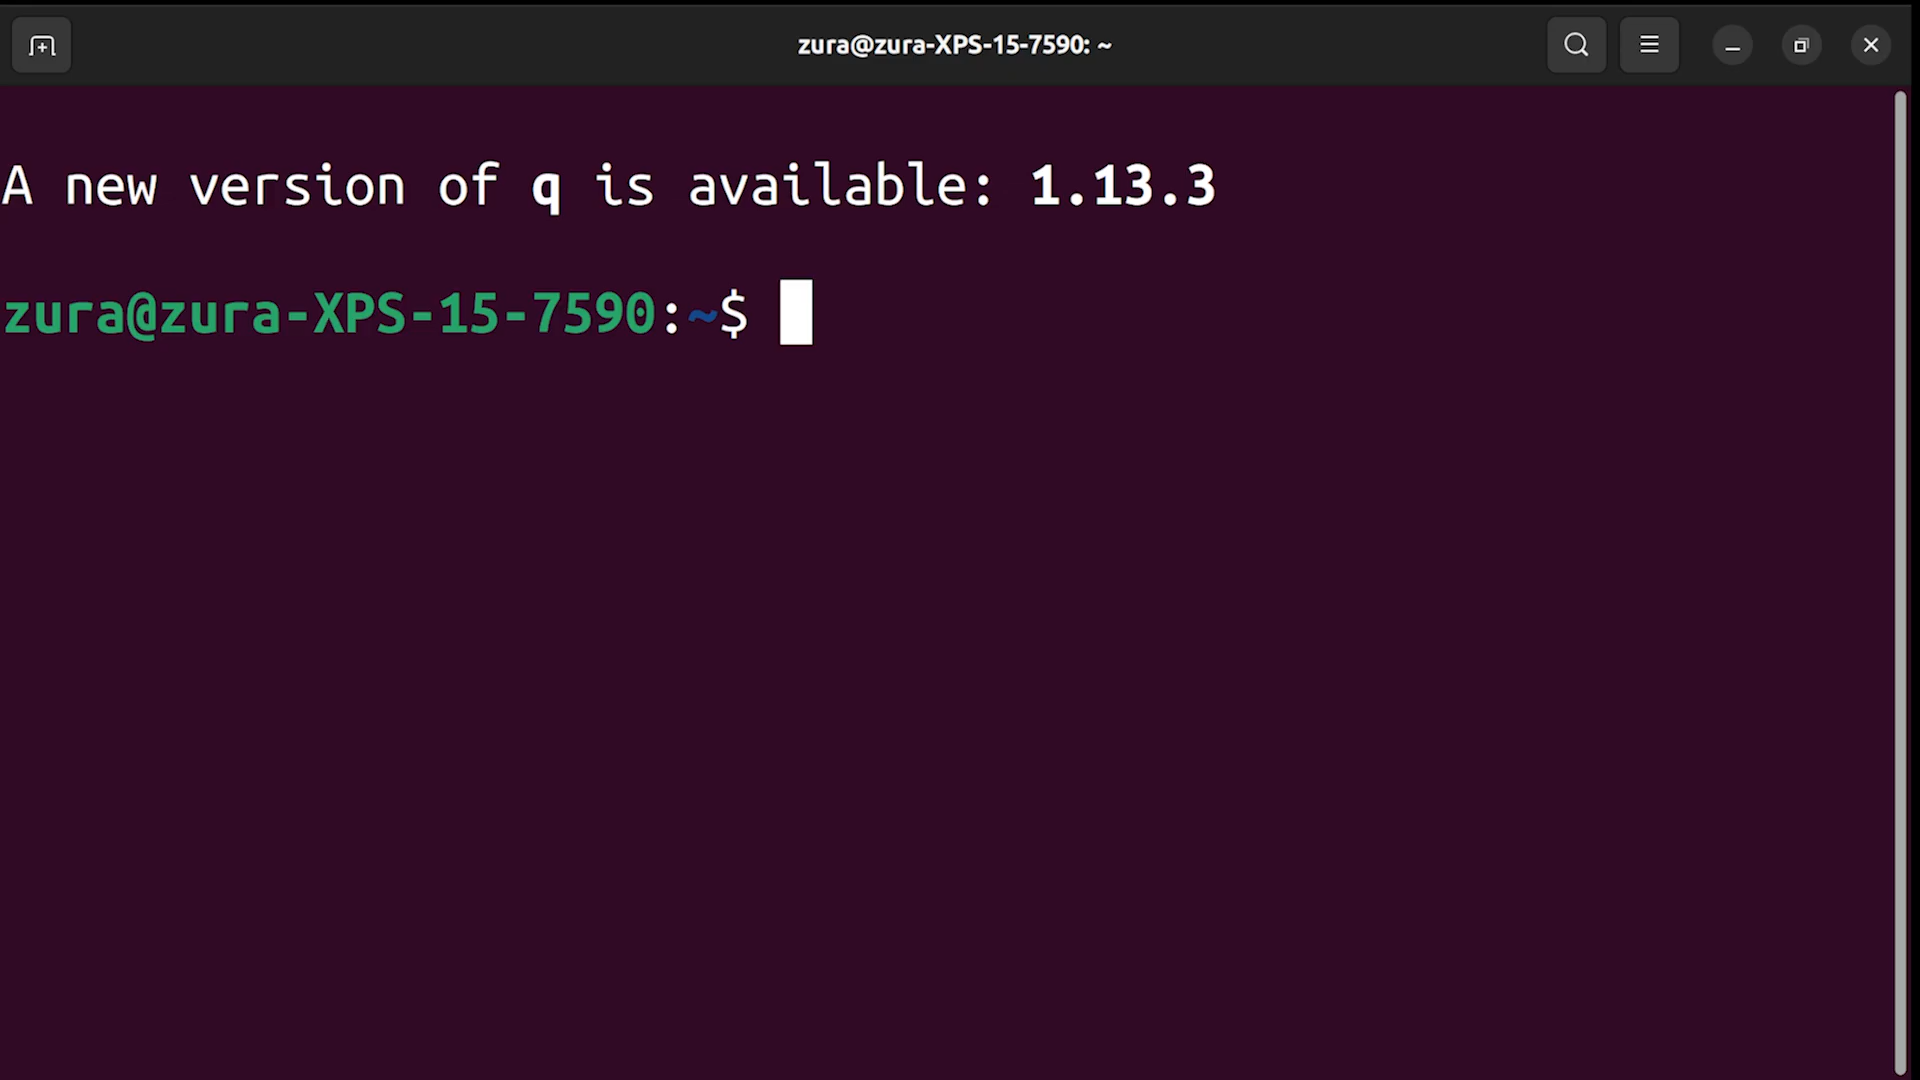 zura@zura-XPS-15-7590: ~
A new version of q is available: 1.13.3
zura@zura-XPS-15-7590:~$